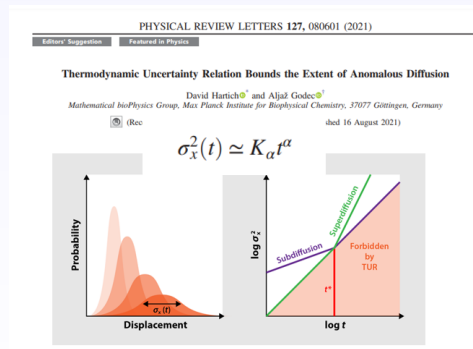 PHYSICAL REVIEW LETTERS 127, 080601 (2021)
Editors' Suggestion
Featured in Physics
Thermodynamic Uncertainty Relation Bounds the Extent of Anomalous Diffusion
David Hartich* and Aljaž Godec†
Mathematical bioPhysics Group, Max Planck Institute for Biophysical Chemistry, 37077 Göttingen, Germany
(Rec
shed 16 August 2021)
σ²ₓ(t) ≃ K_α t^α
Probability
σₓ(t)
Displacement
log σ²ₓ
Subdiffusion
Superdiffusion
Forbidden
by
TUR
t*
log t